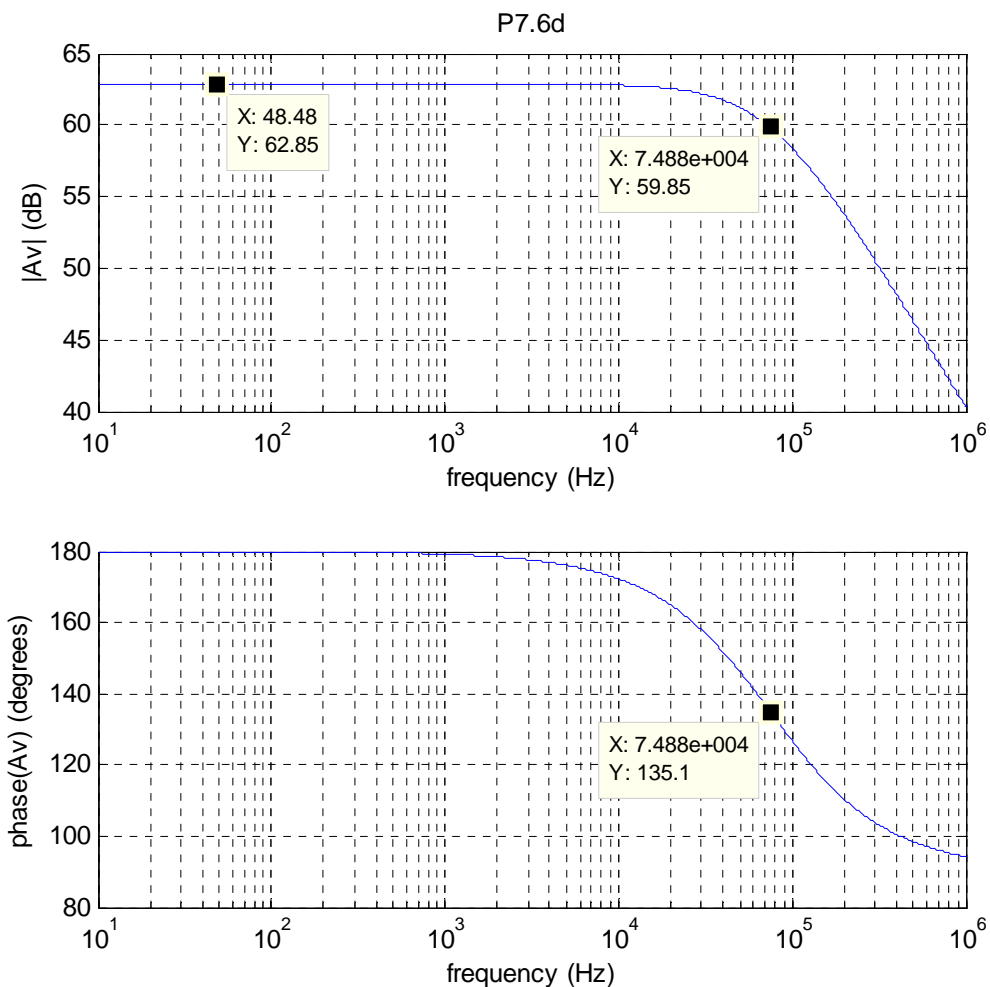 P7.6d
|Av| (dB)
65
60
55
50
45
40
X: 48.48
Y: 62.85
X: 7.488e+004
Y: 59.85
10^1 10^2 10^3 10^4 10^5 10^6
frequency (Hz)
phase(Av) (degrees)
180
160
140
120
100
80
X: 7.488e+004
Y: 135.1
10^1 10^2 10^3 10^4 10^5 10^6
frequency (Hz)